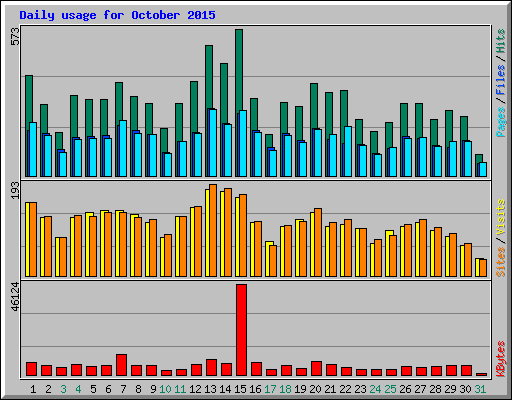 Daily usage for October 2015
573
193
46124
Pages / Files / Hits
Sites / Visits
KBytes
1 2 3 4 5 6 7 8 9 10 11 12 13 14 15 16 17 18 19 20 21 22 23 24 25 26 27 28 29 30 31